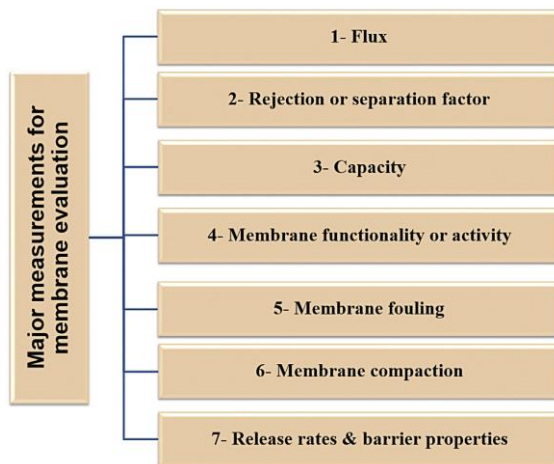 Major measurements for
membrane evaluation
1- Flux
2- Rejection or separation factor
3- Capacity
4- Membrane functionality or activity
5- Membrane fouling
6- Membrane compaction
7- Release rates & barrier properties